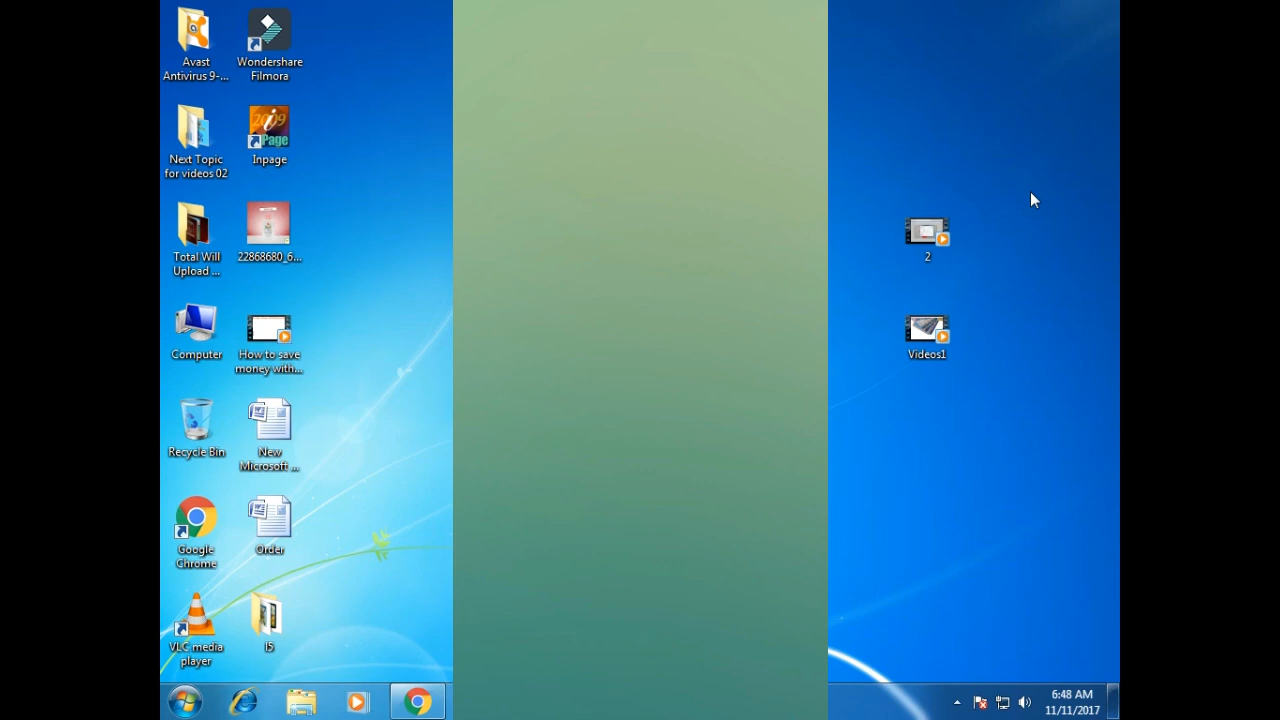 Avast
Antivirus 9-...
Wondershare
Filmora
Next Topic
for videos 02
2009
i
Page
Inpage
Total Will
Upload ...
22868680_6...
2
Computer
How to save
money with...
Videos1
Recycle Bin
New
Microsoft ...
Google
Chrome
Order
VLC media
player
i5
6:48 AM
11/11/2017